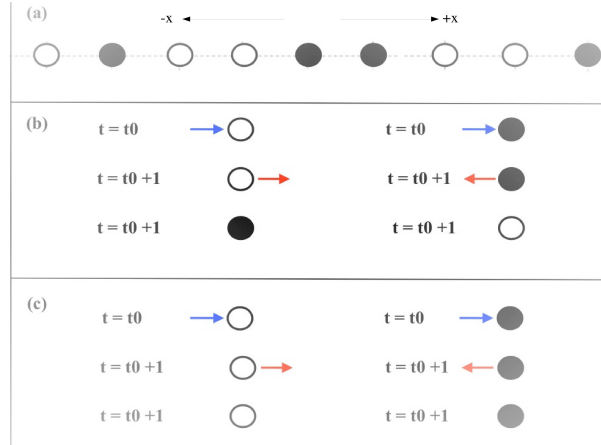 (a) -x +x
(b) t = t0 t = t0
t = t0 +1 t = t0 +1
t = t0 +1 t = t0 +1
(c)
t = t0 t = t0
t = t0 +1 t = t0 +1
t = t0 +1 t = t0 +1